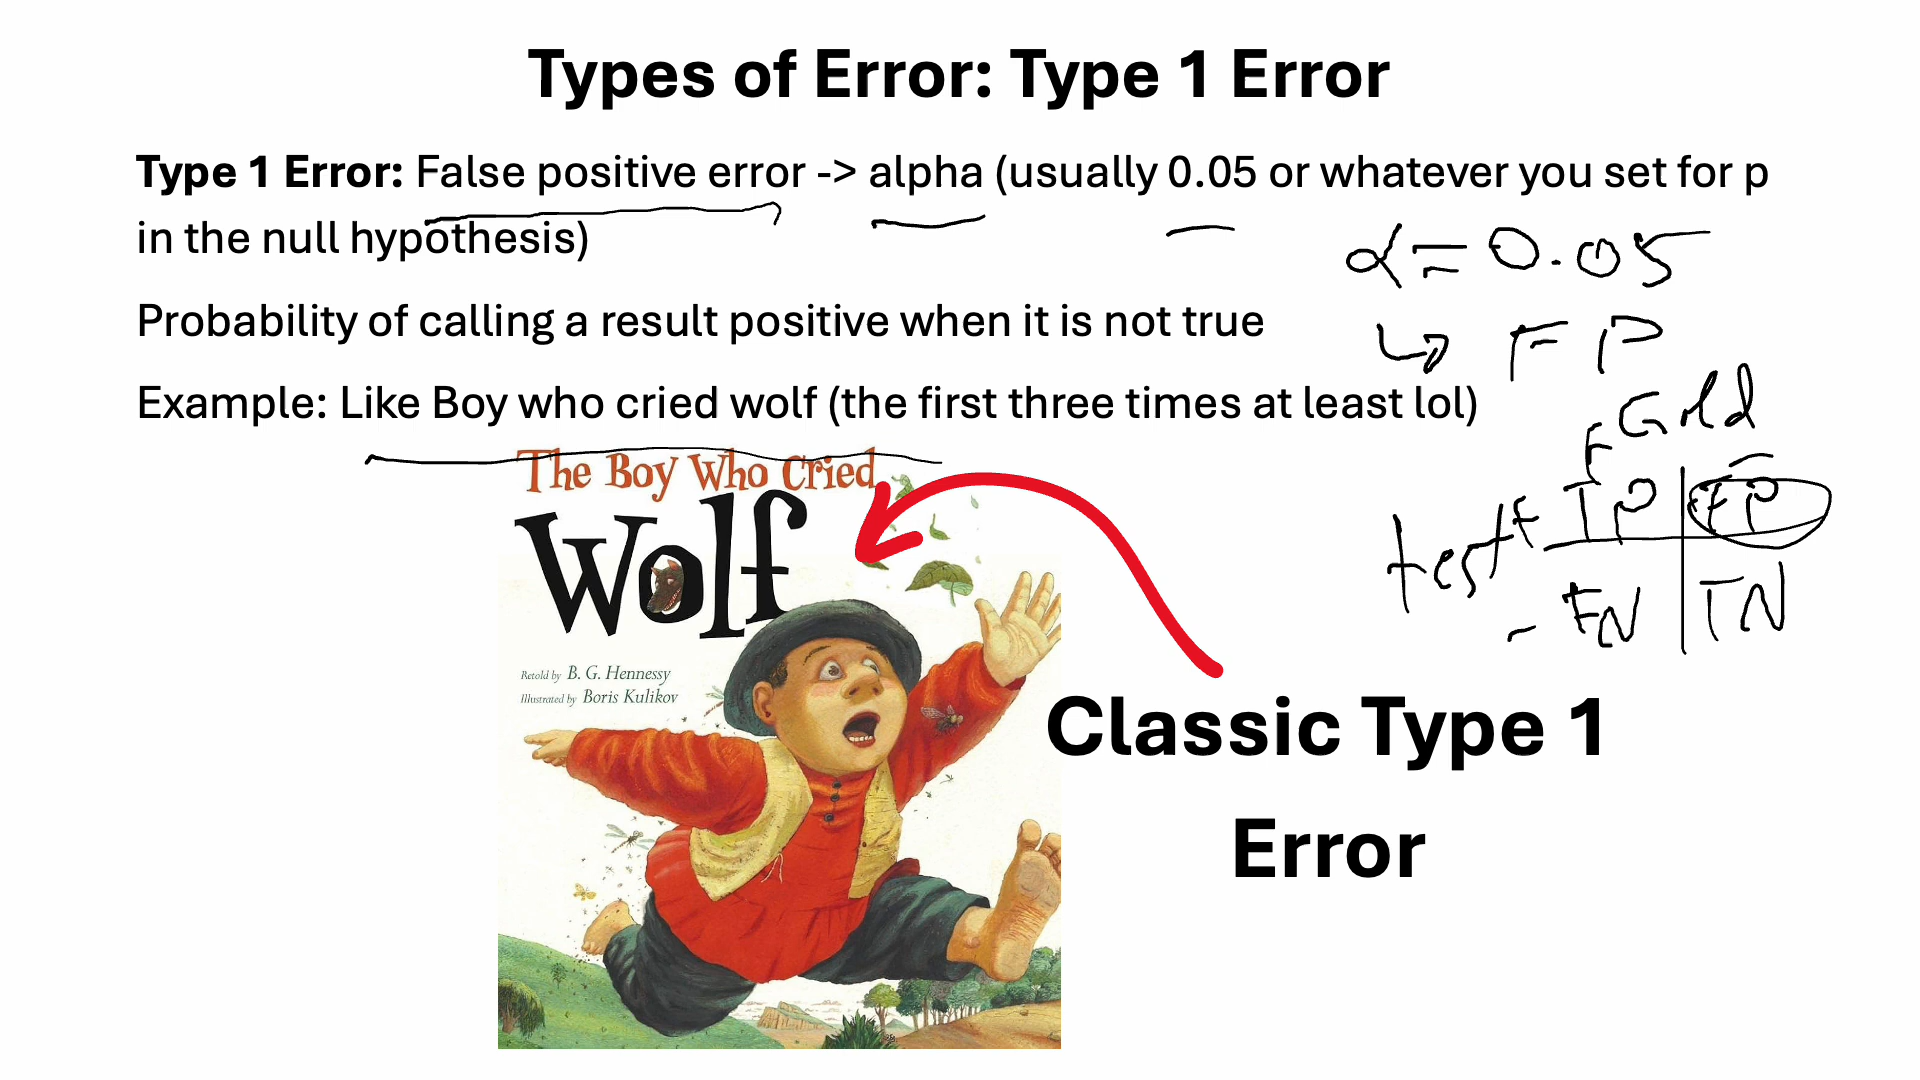 Types of Error: Type 1 Error
Type 1 Error: False positive error -> alpha (usually 0.05 or whatever you set for p
in the null hypothesis)
α = 0.05
Probability of calling a result positive when it is not true
↳ FP
Example: Like Boy who cried wolf (the first three times at least lol)
Gold
+ -
test + TP FP
- FN TN
The Boy Who Cried
Wolf
Retold by B. G. Hennessy
Illustrated by Boris Kulikov
Classic Type 1
Error